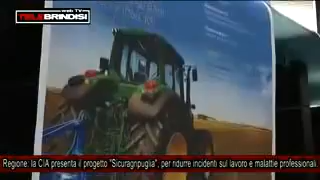 web TV
TELEBRINDISI
Regione: la CIA presenta il progetto "Sicuragripuglia", per ridurre incidenti sul lavoro e malattie professionali.